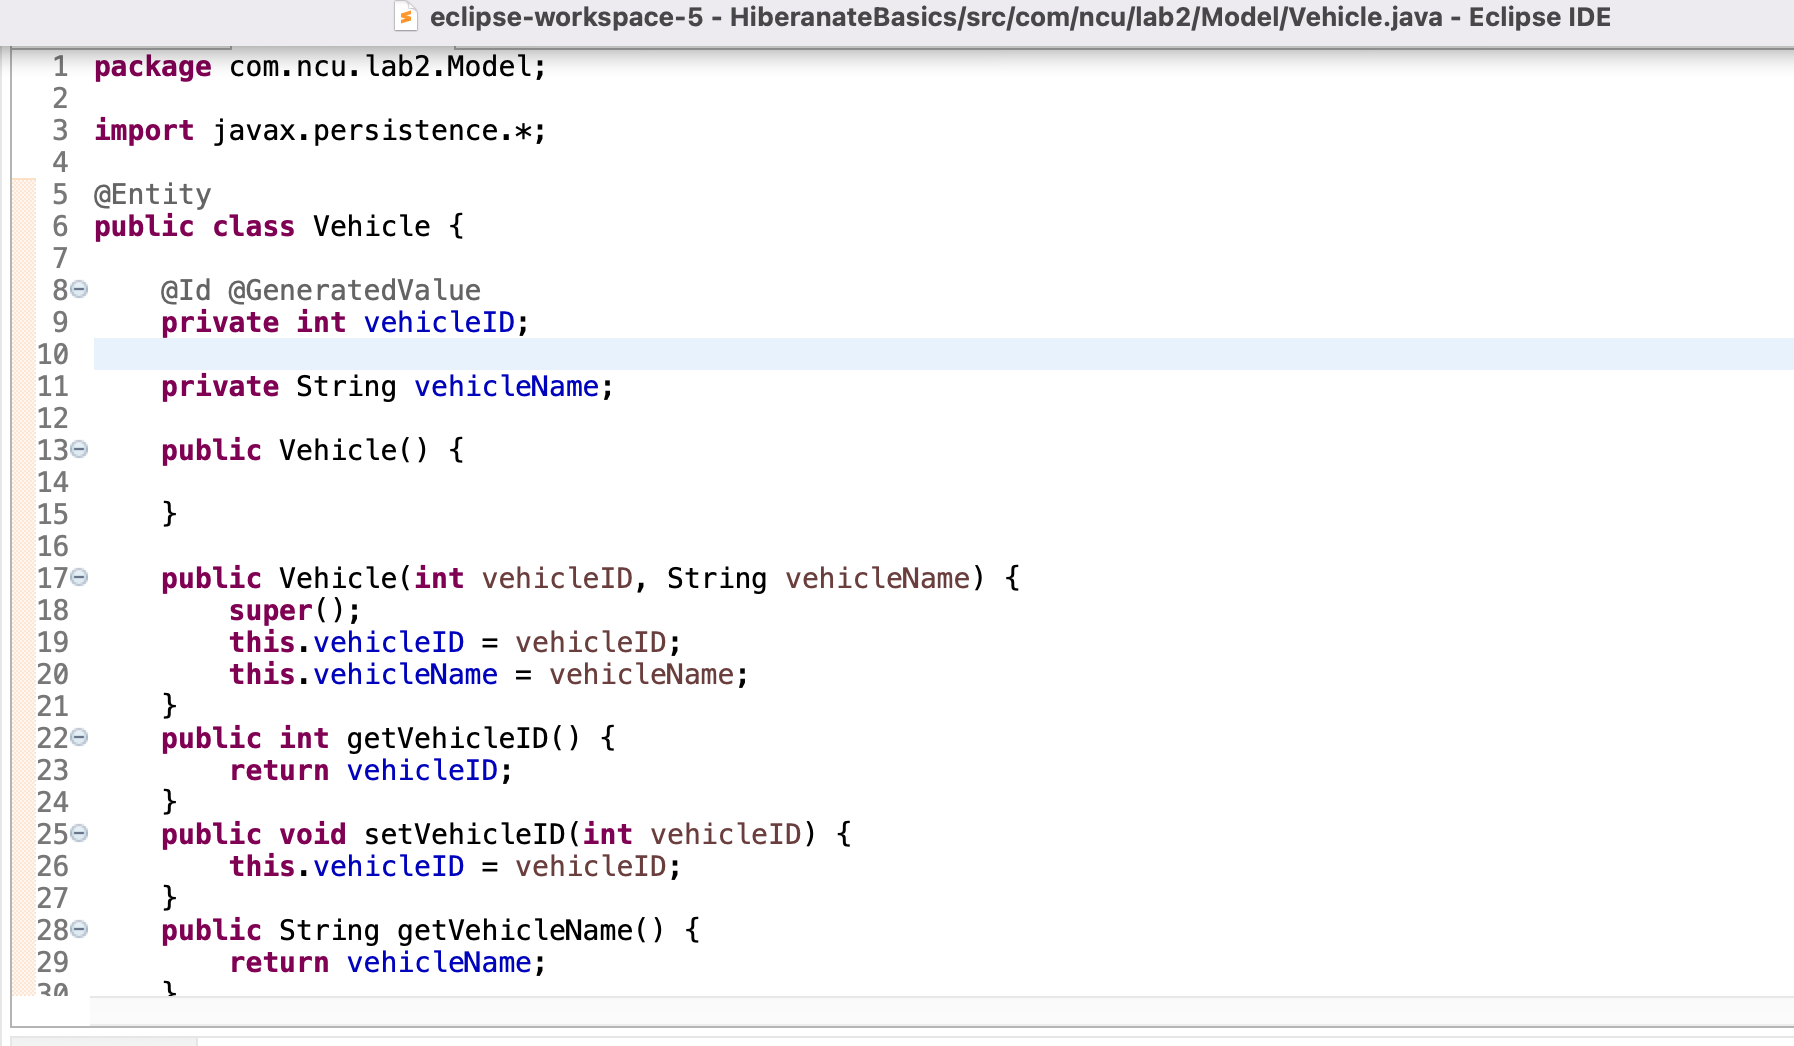 eclipse-workspace-5 - HiberanateBasics/src/com/ncu/lab2/Model/Vehicle.java - Eclipse IDE
1 package com.ncu.lab2.Model;
2
3 import javax.persistence.*;
4
5 @Entity
6 public class Vehicle {
7
8     @Id @GeneratedValue
9     private int vehicleID;
10
11     private String vehicleName;
12
13     public Vehicle() {
14
15     }
16
17     public Vehicle(int vehicleID, String vehicleName) {
18         super();
19         this.vehicleID = vehicleID;
20         this.vehicleName = vehicleName;
21     }
22     public int getVehicleID() {
23         return vehicleID;
24     }
25     public void setVehicleID(int vehicleID) {
26         this.vehicleID = vehicleID;
27     }
28     public String getVehicleName() {
29         return vehicleName;
30     }